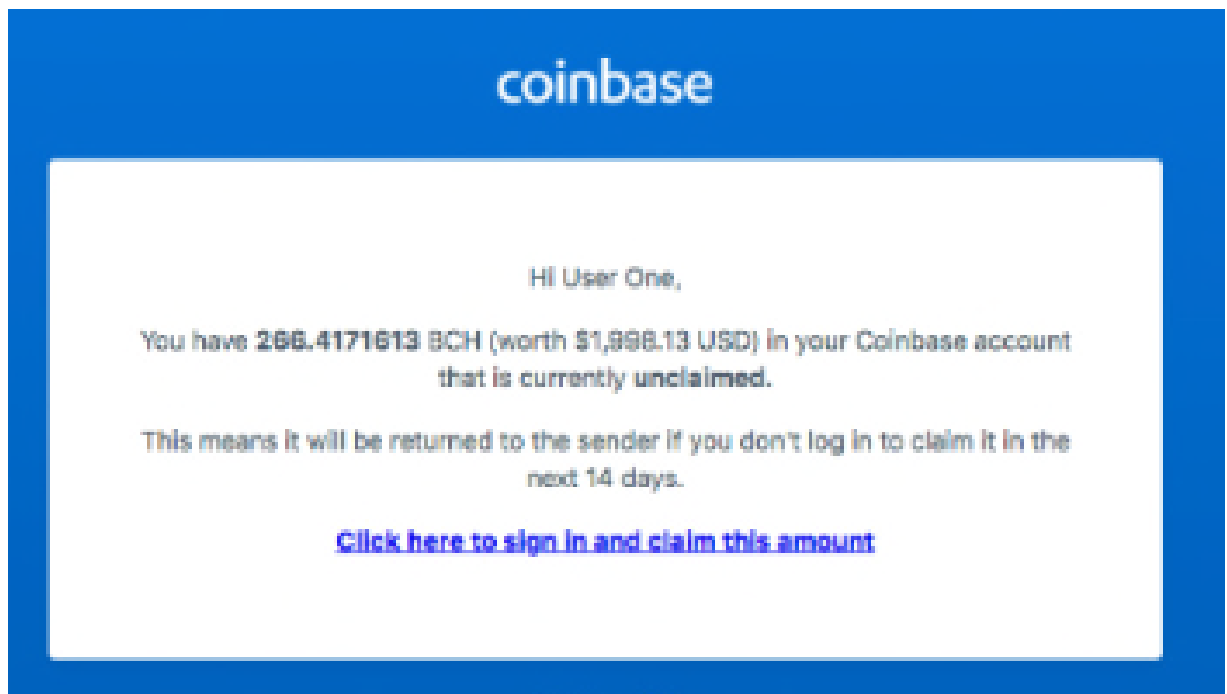 coinbase
Hi User One,
You have 266.4171613 BCH (worth $1,998.13 USD) in your Coinbase account
that is currently unclaimed.
This means it will be returned to the sender if you don't log in to claim it in the
next 14 days.
Click here to sign in and claim this amount